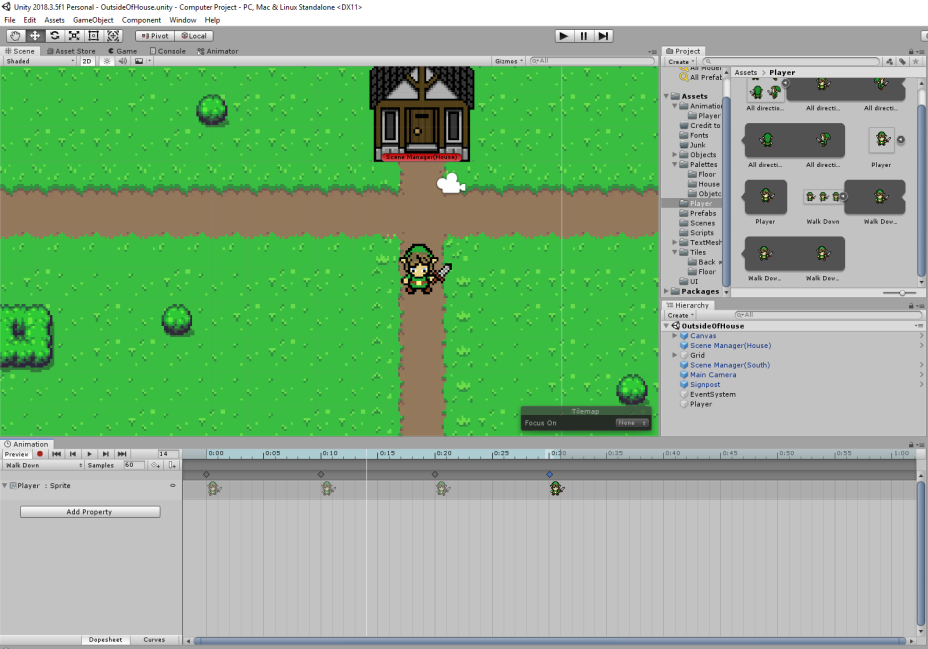 Unity 2018.3.5f1 Personal - OutsideOfHouse.unity - Computer Project - PC, Mac & Linux Standalone <DX11>
File Edit Assets GameObject Component Window Help
Pivot Local
Scene Asset Store Game Console Animator
Shaded 2D Gizmos All
Scene Manager(House)
Tilemap
Focus On None
Project
Create
All Prefat
Assets
Animation
Player
Credit to
Fonts
Junk
Objects
Palettes
Floor
House
Objetc
Player
Prefabs
Scenes
Scripts
TextMesh
Tiles
Back
Floor
UI
Packages
Assets > Player
All directio... All directi... All directi...
All directi... All directi... Player
Player Walk Down Walk Dow...
Walk Dow... Walk Dow...
Hierarchy
Create All
OutsideOfHouse
Canvas
Scene Manager(House)
Grid
Scene Manager(South)
Main Camera
Signpost
EventSystem
Player
Animation
Preview 14 0:00 0:05 0:10 0:15 0:20 0:25 0:30 0:35 0:40 0:45 0:50 0:55 1:00
Walk Down Samples 60
Player : Sprite
Add Property
Dopesheet Curves